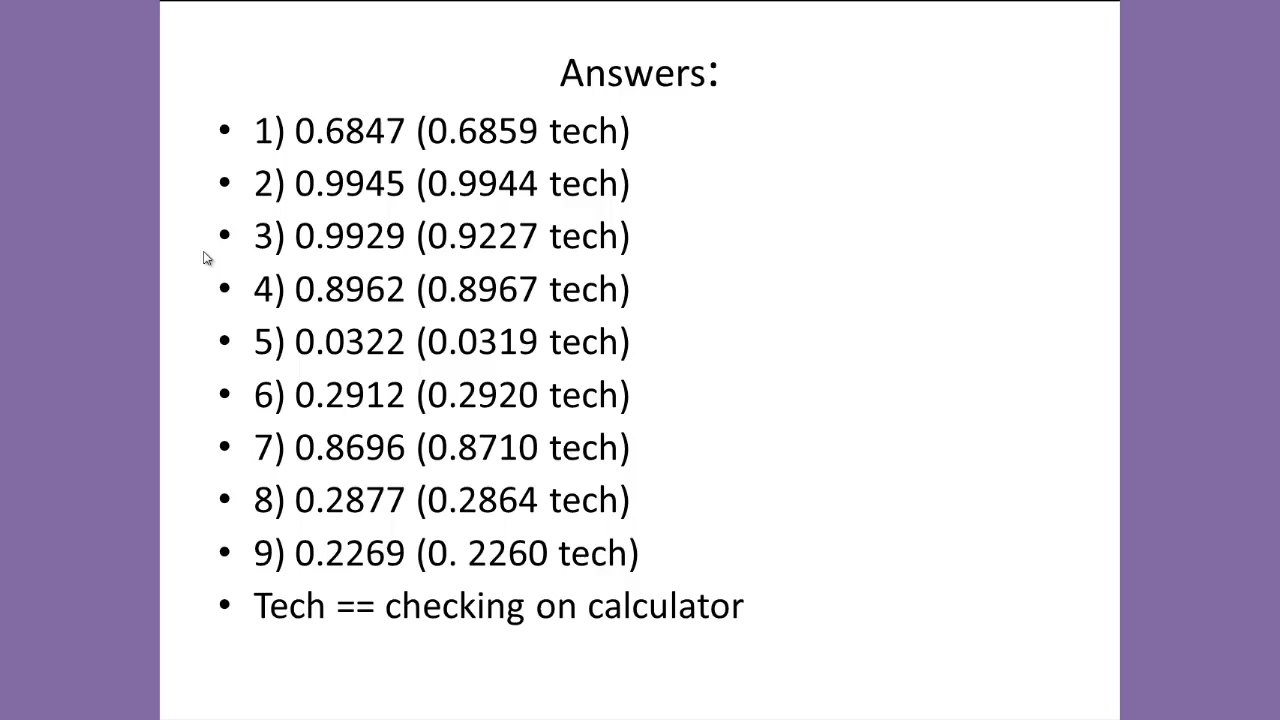 Answers:
• 1) 0.6847 (0.6859 tech)
• 2) 0.9945 (0.9944 tech)
• 3) 0.9929 (0.9227 tech)
• 4) 0.8962 (0.8967 tech)
• 5) 0.0322 (0.0319 tech)
• 6) 0.2912 (0.2920 tech)
• 7) 0.8696 (0.8710 tech)
• 8) 0.2877 (0.2864 tech)
• 9) 0.2269 (0. 2260 tech)
• Tech == checking on calculator